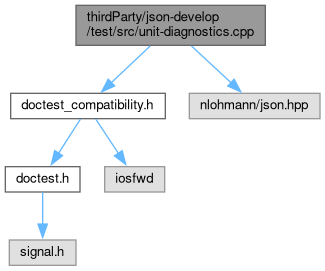 thirdParty/json-develop
/test/src/unit-diagnostics.cpp
doctest_compatibility.h
nlohmann/json.hpp
doctest.h
iosfwd
signal.h